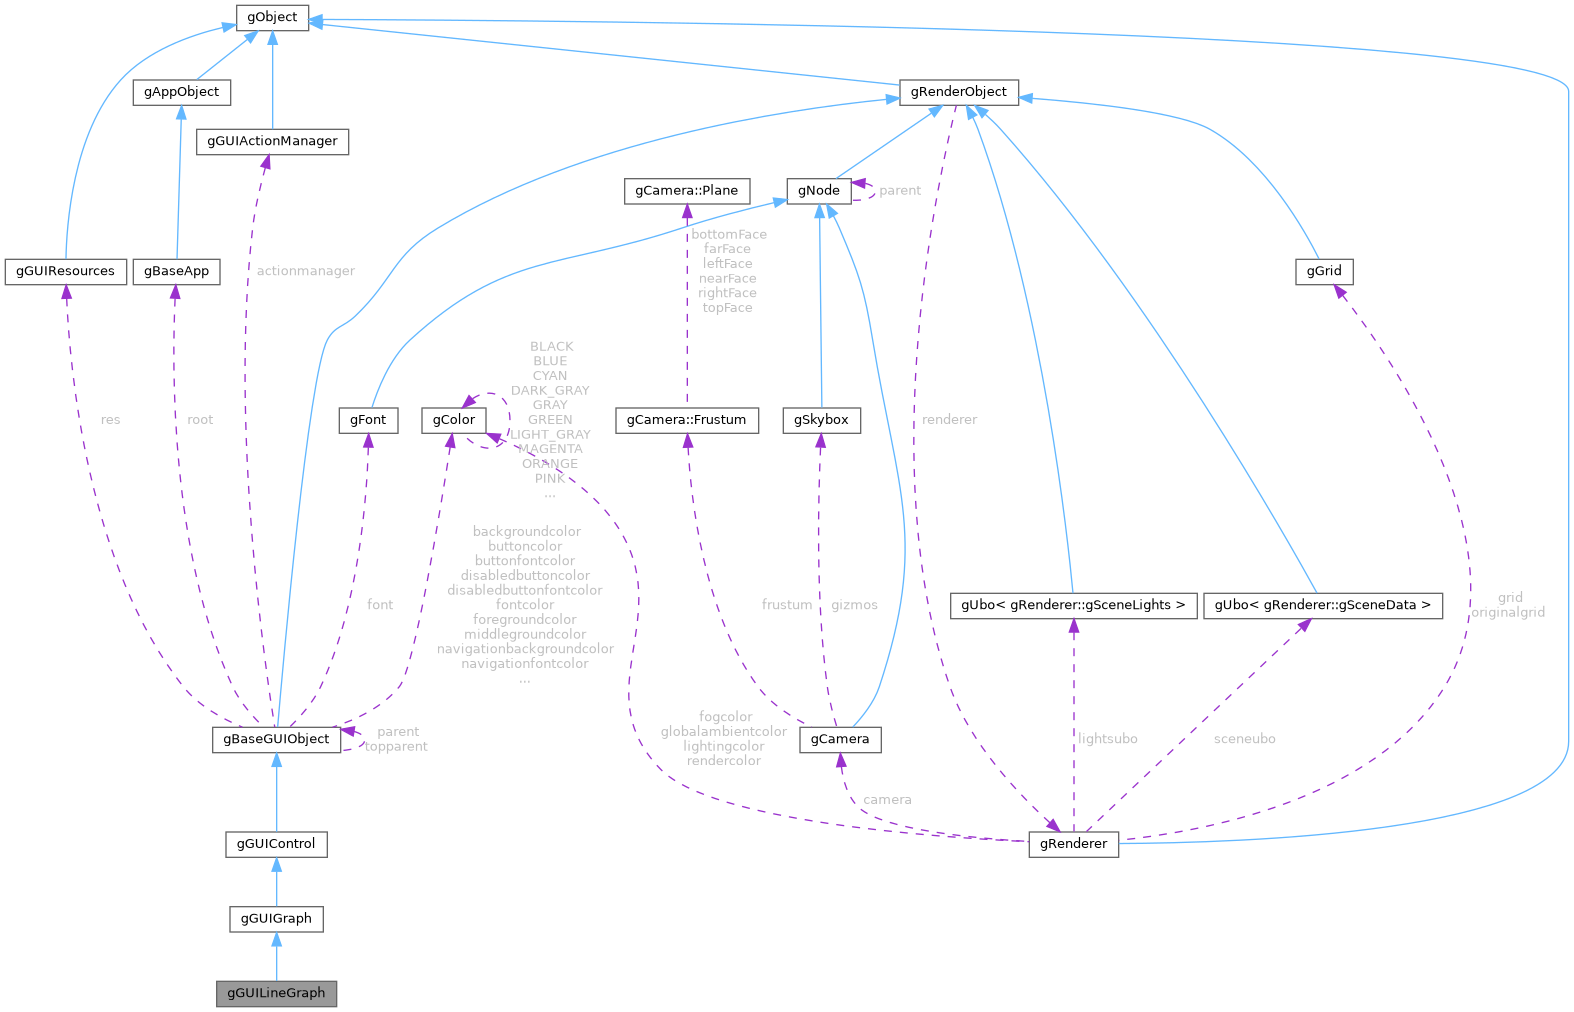 gObject
gAppObject
gRenderObject
gGUIActionManager
gCamera::Plane
gNode
parent
bottomFace
farFace
leftFace
nearFace
rightFace
topFace
gGUIResources
gBaseApp
actionmanager
gGrid
BLACK
BLUE
CYAN
DARK_GRAY
GRAY
GREEN
LIGHT_GRAY
MAGENTA
ORANGE
PINK
...
res
root
gFont
gColor
gCamera::Frustum
gSkybox
renderer
backgroundcolor
buttoncolor
buttonfontcolor
disabledbuttoncolor
disabledbuttonfontcolor
fontcolor
foregroundcolor
middlegroundcolor
navigationbackgroundcolor
navigationfontcolor
...
font
frustum
gizmos
gUbo< gRenderer::gSceneLights >
gUbo< gRenderer::gSceneData >
grid
originalgrid
gBaseGUIObject
parent
topparent
fogcolor
globalambientcolor
lightingcolor
rendercolor
gCamera
lightsubo
sceneubo
camera
gGUIControl
gRenderer
gGUIGraph
gGUILineGraph